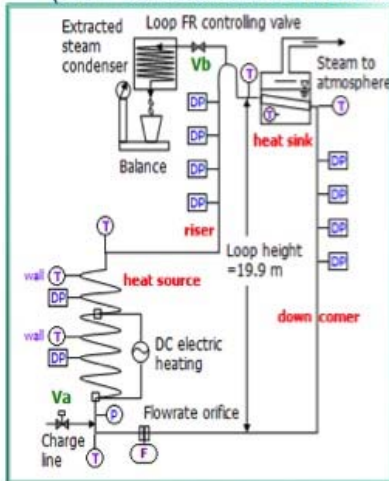 Extracted
steam
condenser
Loop FR controling valve
Vb
Steam to
atmosphere
T
T
T
DP
DP
DP
DP
Balance
heat sink
DP
DP
DP
DP
riser
Loop height
=19.9 m
T
wall T
heat source
DP
wall T
DP
DC electric
heating
down comer
Va
P
Flowrate orifice
Charge
line
T
F